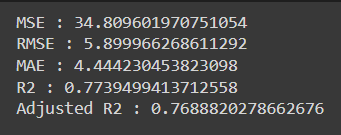 MSE : 34.809601970751054
RMSE : 5.899966268611292
MAE : 4.444230453823098
R2 : 0.7739499413712558
Adjusted R2 : 0.7688820278662676